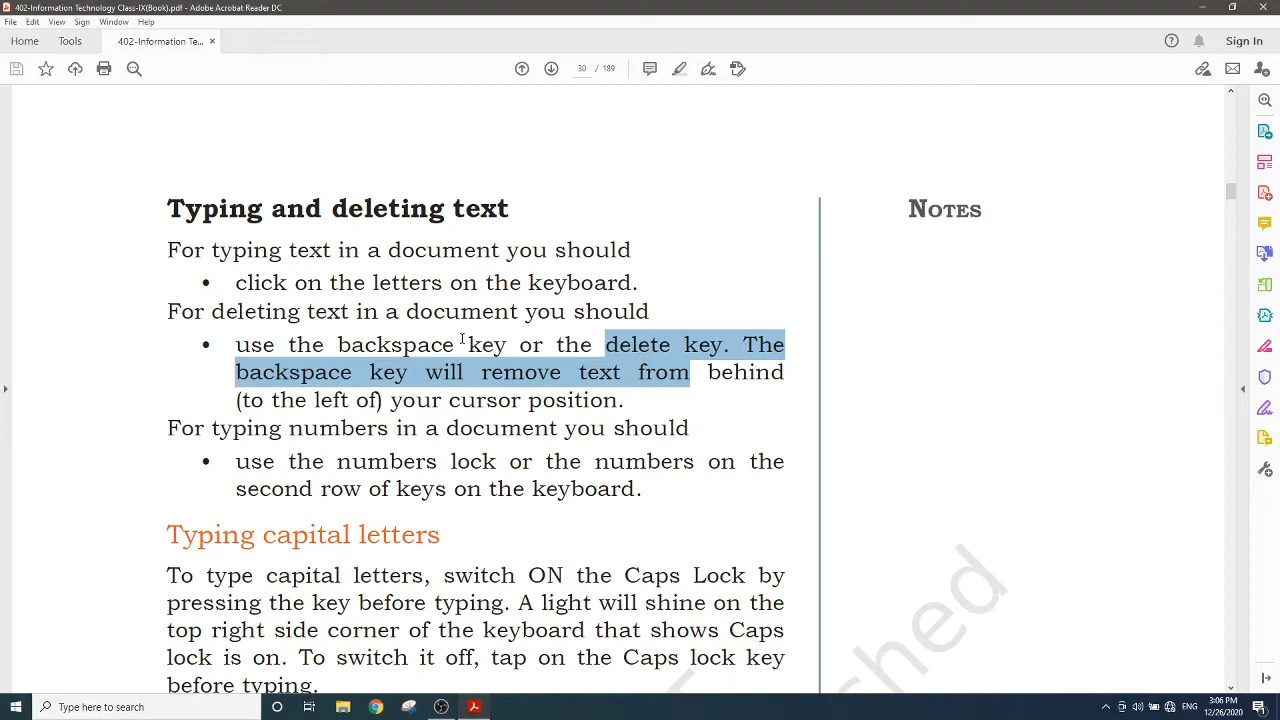 402-Information Technology Class-IX(Book).pdf - Adobe Acrobat Reader DC
File Edit View Sign Window Help
Home Tools 402-Information Te... × Sign In
30 / 189
Typing and deleting text
NOTES
For typing text in a document you should
• click on the letters on the keyboard.
For deleting text in a document you should
• use the backspace key or the delete key. The
backspace key will remove text from behind
(to the left of) your cursor position.
For typing numbers in a document you should
• use the numbers lock or the numbers on the
second row of keys on the keyboard.
Typing capital letters
To type capital letters, switch ON the Caps Lock by
pressing the key before typing. A light will shine on the
top right side corner of the keyboard that shows Caps
lock is on. To switch it off, tap on the Caps lock key
before typing.
shed
Type here to search
ENG
3:06 PM
12/26/2020